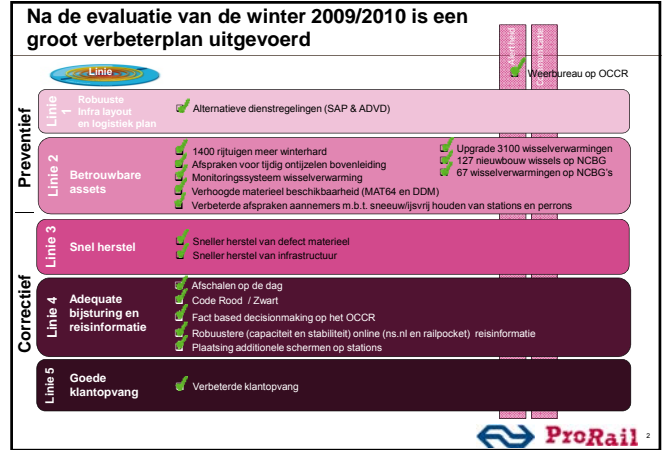 Na de evaluatie van de winter 2009/2010 is een
groot verbeterplan uitgevoerd
Alertheid
Communicatie
Linie
Weerbureau op OCCR
Preventief
Linie 1
Robuuste
Infra layout
en logistiek plan
Alternatieve dienstregelingen (SAP & ADVD)
Linie 2
Betrouwbare
assets
1400 rijtuigen meer winterhard
Afspraken voor tijdig ontijzelen bovenleiding
Monitoringssysteem wisselverwarming
Verhoogde materieel beschikbaarheid (MAT64 en DDM)
Verbeterde afspraken aannemers m.b.t. sneeuw/ijsvrij houden van stations en perrons
Upgrade 3100 wisselverwarmingen
127 nieuwbouw wissels op NCBG
67 wisselverwarmingen op NCBG's
Correctief
Linie 3
Snel herstel
Sneller herstel van defect materieel
Sneller herstel van infrastructuur
Linie 4
Adequate
bijsturing en
reisinformatie
Afschalen op de dag
Code Rood / Zwart
Fact based decisionmaking op het OCCR
Robuustere (capaciteit en stabiliteit) online (ns.nl en railpocket) reisinformatie
Plaatsing additionele schermen op stations
Linie 5
Goede
klantopvang
Verbeterde klantopvang
ProRail
2